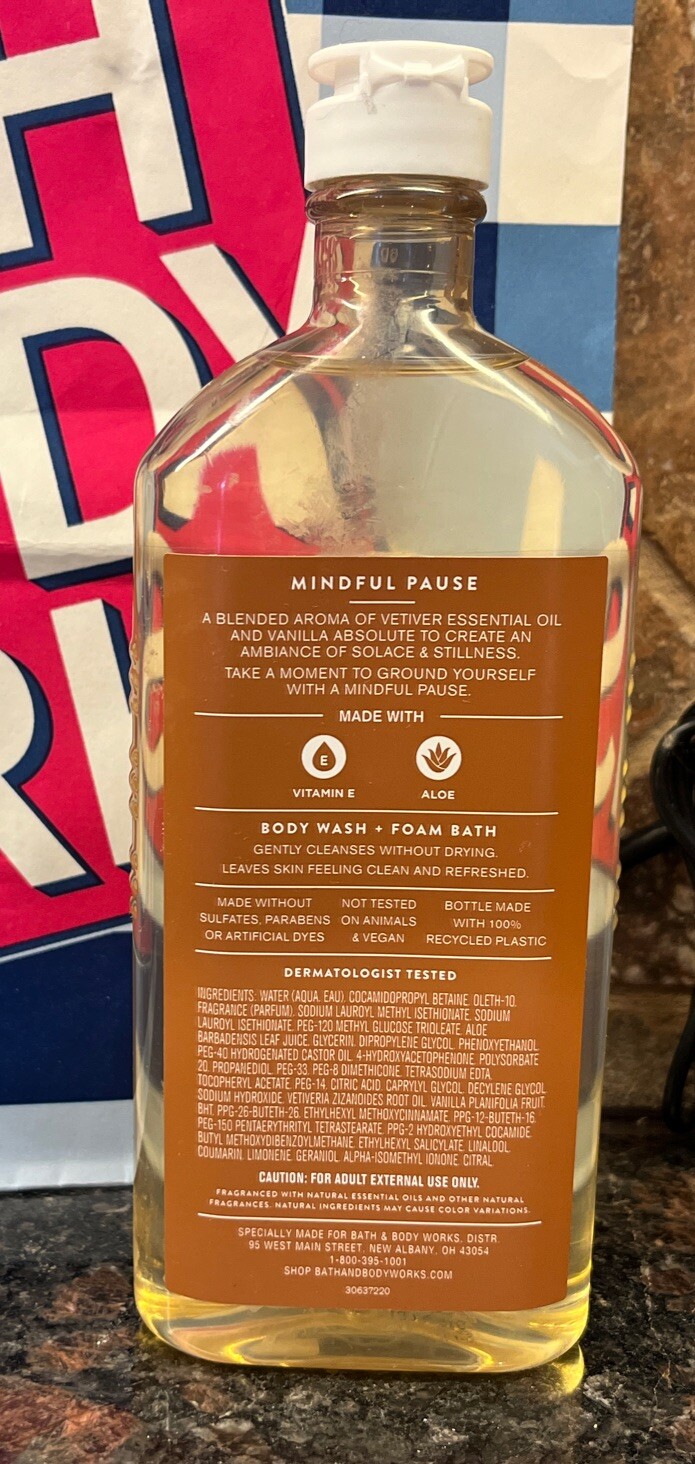 H
DY
RK
MINDFUL PAUSE
A BLENDED AROMA OF VETIVER ESSENTIAL OIL
AND VANILLA ABSOLUTE TO CREATE AN
AMBIANCE OF SOLACE & STILLNESS.
TAKE A MOMENT TO GROUND YOURSELF
WITH A MINDFUL PAUSE.
MADE WITH
E
VITAMIN E ALOE
BODY WASH + FOAM BATH
GENTLY CLEANSES WITHOUT DRYING.
LEAVES SKIN FEELING CLEAN AND REFRESHED.
MADE WITHOUT
SULFATES, PARABENS
OR ARTIFICIAL DYES
NOT TESTED
ON ANIMALS
& VEGAN
BOTTLE MADE
WITH 100%
RECYCLED PLASTIC
DERMATOLOGIST TESTED
INGREDIENTS: WATER (AQUA, EAU), COCAMIDOPROPYL BETAINE, OLETH-10,
FRAGRANCE (PARFUM), SODIUM LAUROYL METHYL ISETHIONATE, SODIUM
LAUROYL ISETHIONATE, PEG-120 METHYL GLUCOSE TRIOLEATE, ALOE
BARBADENSIS LEAF JUICE, GLYCERIN, DIPROPYLENE GLYCOL, PHENOXYETHANOL,
PEG-40 HYDROGENATED CASTOR OIL, 4-HYDROXYACETOPHENONE, POLYSORBATE
20, PROPANEDIOL, PEG-33, PEG-8 DIMETHICONE, TETRASODIUM EDTA,
TOCOPHERYL ACETATE, PEG-14, CITRIC ACID, CAPRYLYL GLYCOL, DECYLENE GLYCOL,
SODIUM HYDROXIDE, VETIVERIA ZIZANOIDES ROOT OIL, VANILLA PLANIFOLIA FRUIT,
BHT, PPG-26-BUTETH-26, ETHYLHEXYL METHOXYCINNAMATE, PPG-12-BUTETH-16,
PEG-150 PENTAERYTHRITYL TETRASTEARATE, PPG-2 HYDROXYETHYL COCAMIDE,
BUTYL METHOXYDIBENZOYLMETHANE, ETHYLHEXYL SALICYLATE, LINALOOL,
COUMARIN, LIMONENE, GERANIOL, ALPHA-ISOMETHYL IONONE, CITRAL.
CAUTION: FOR ADULT EXTERNAL USE ONLY.
FRAGRANCED WITH NATURAL ESSENTIAL OILS AND OTHER NATURAL
FRAGRANCES. NATURAL INGREDIENTS MAY CAUSE COLOR VARIATIONS.
SPECIALLY MADE FOR BATH & BODY WORKS, DISTR.
95 WEST MAIN STREET, NEW ALBANY, OH 43054
1-800-395-1001
SHOP BATHANDBODYWORKS.COM
30637220